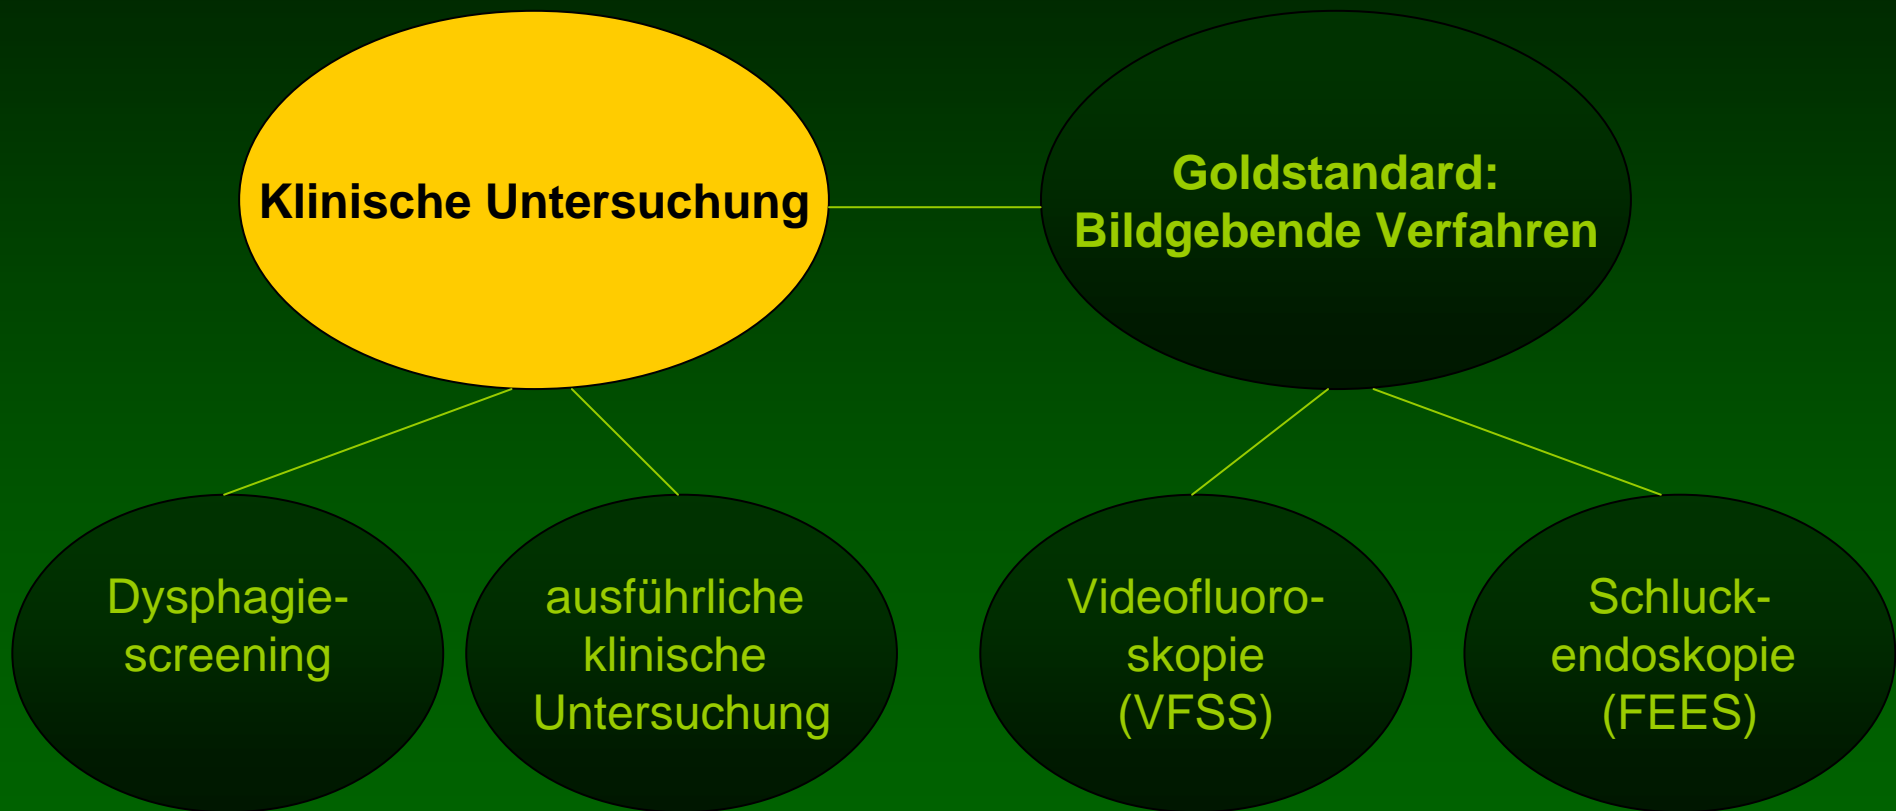 Klinische Untersuchung
Goldstandard:
Bildgebende Verfahren
Dysphagie-
screening
ausführliche
klinische
Untersuchung
Videofluoro-
skopie
(VFSS)
Schluck-
endoskopie
(FEES)